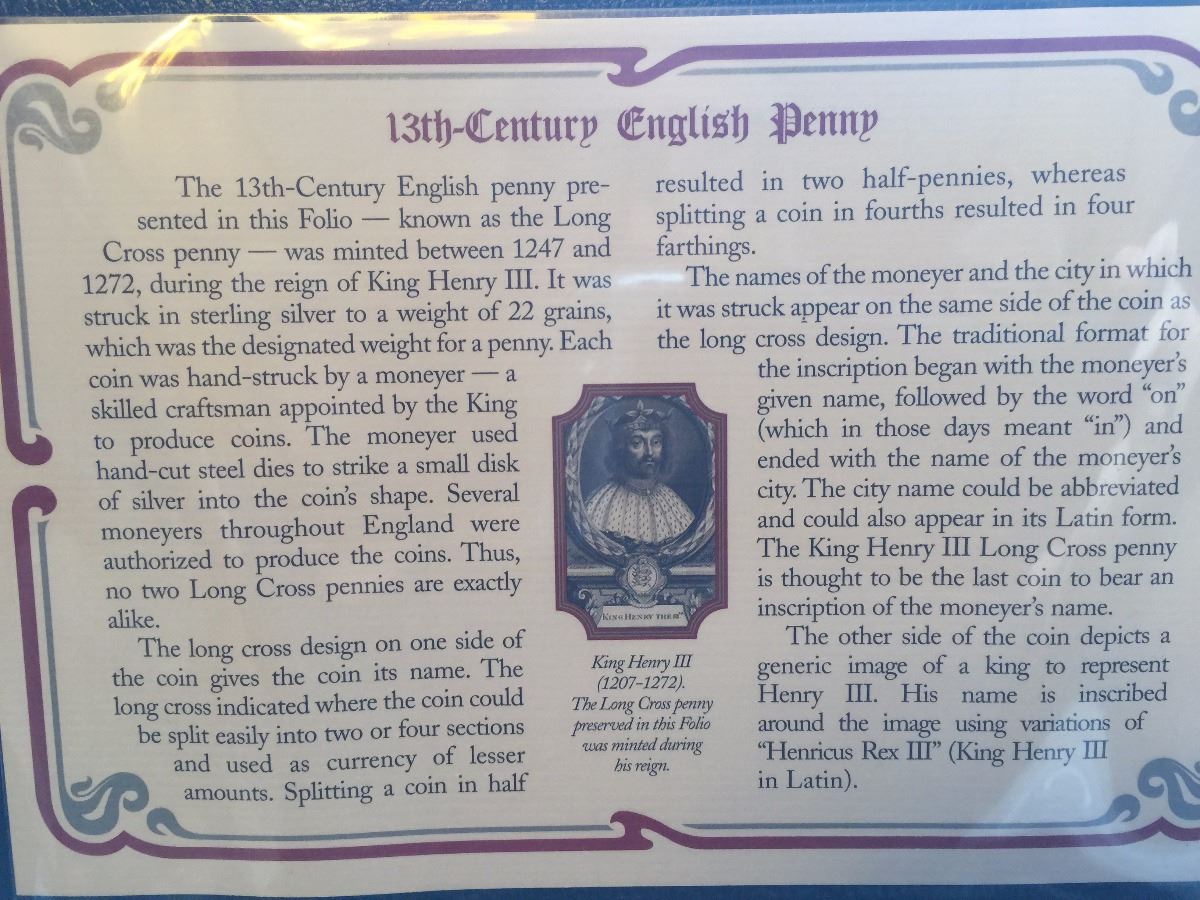 13th-Century English Penny
The 13th-Century English penny pre-
sented in this Folio — known as the Long
Cross penny — was minted between 1247 and
1272, during the reign of King Henry III. It was
struck in sterling silver to a weight of 22 grains,
which was the designated weight for a penny. Each
coin was hand-struck by a moneyer — a
skilled craftsman appointed by the King
to produce coins. The moneyer used
hand-cut steel dies to strike a small disk
of silver into the coin's shape. Several
moneyers throughout England were
authorized to produce the coins. Thus,
no two Long Cross pennies are exactly
alike.
The long cross design on one side of
the coin gives the coin its name. The
long cross indicated where the coin could
be split easily into two or four sections
and used as currency of lesser
amounts. Splitting a coin in half
KING HENRY THE
King Henry III
(1207–1272).
The Long Cross penny
preserved in this Folio
was minted during
his reign.
resulted in two half-pennies, whereas
splitting a coin in fourths resulted in four
farthings.
The names of the moneyer and the city in which
it was struck appear on the same side of the coin as
the long cross design. The traditional format for
the inscription began with the moneyer's
given name, followed by the word “on”
(which in those days meant “in”) and
ended with the name of the moneyer's
city. The city name could be abbreviated
and could also appear in its Latin form.
The King Henry III Long Cross penny
is thought to be the last coin to bear an
inscription of the moneyer's name.
The other side of the coin depicts a
generic image of a king to represent
Henry III. His name is inscribed
around the image using variations of
“Henricus Rex III” (King Henry III
in Latin).